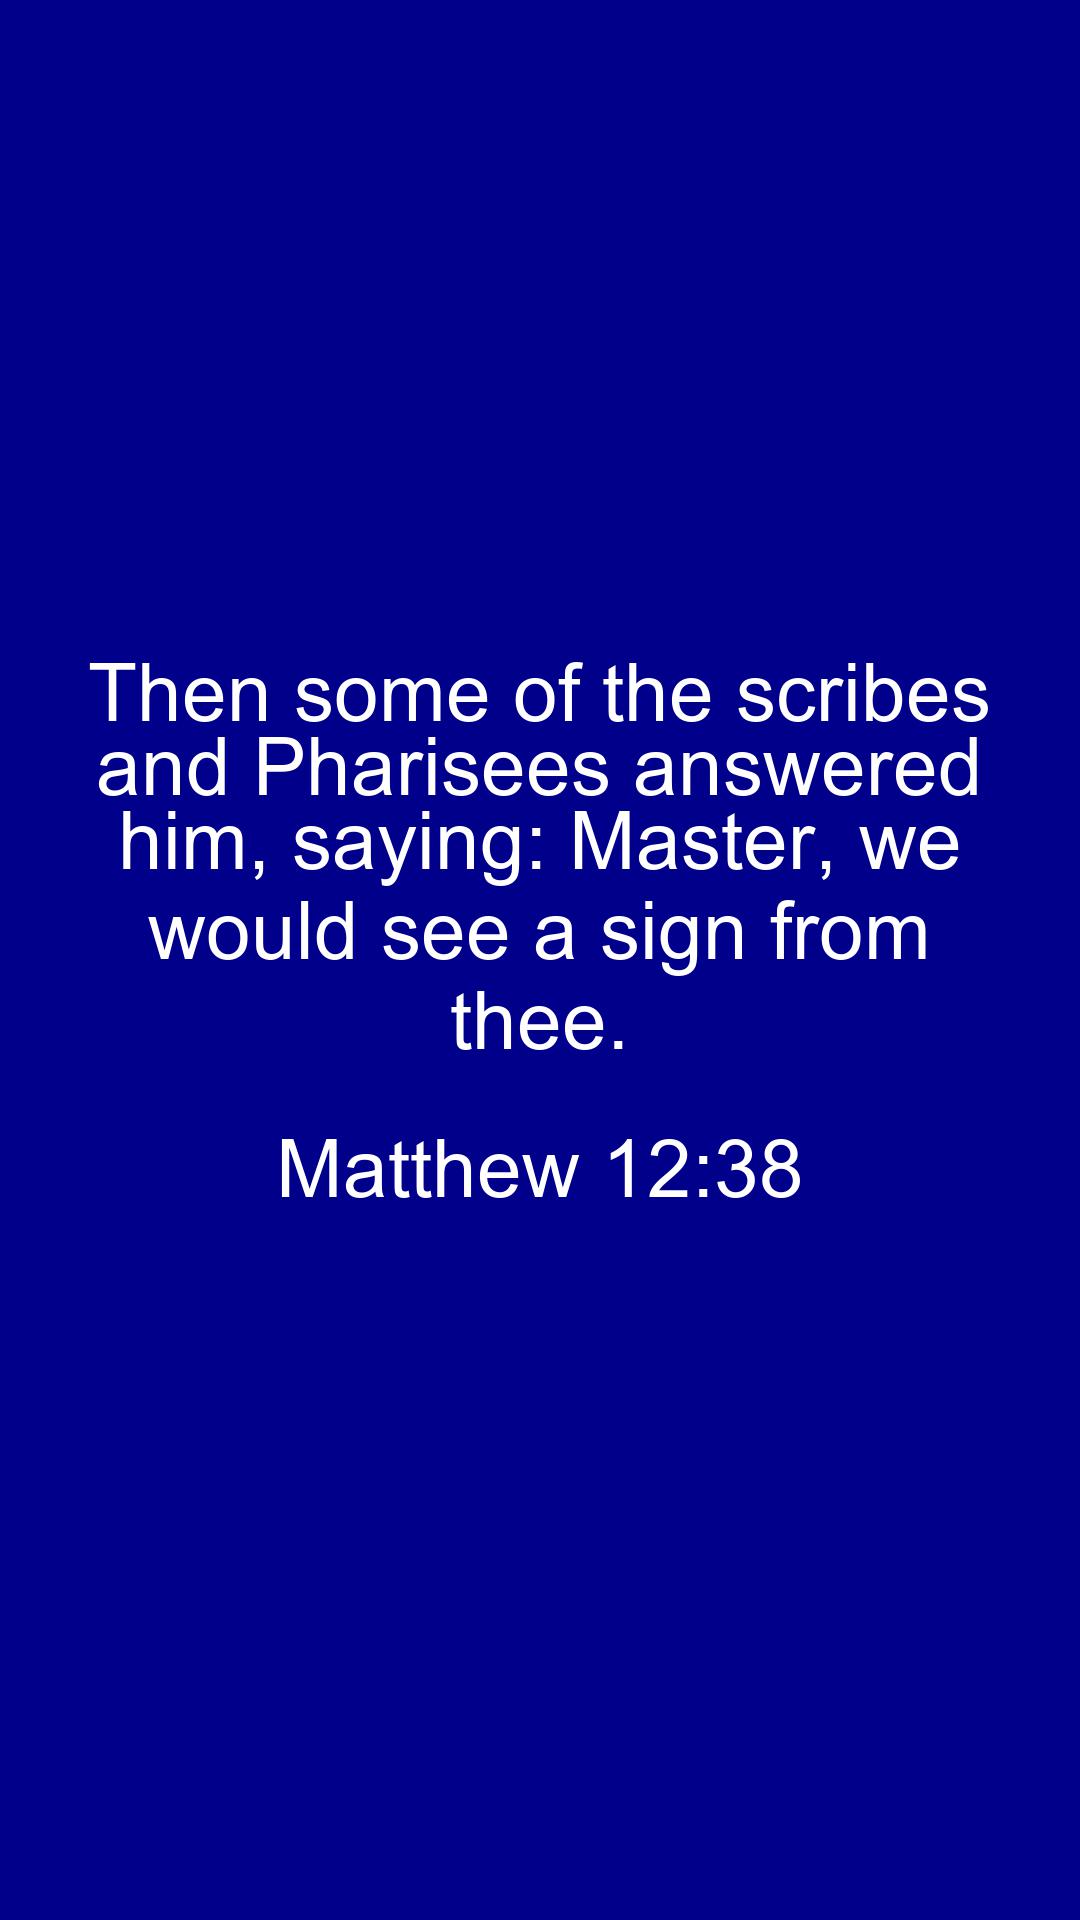 Then some of the scribes
and Pharisees answered
him, saying: Master, we
would see a sign from
thee.
Matthew 12:38